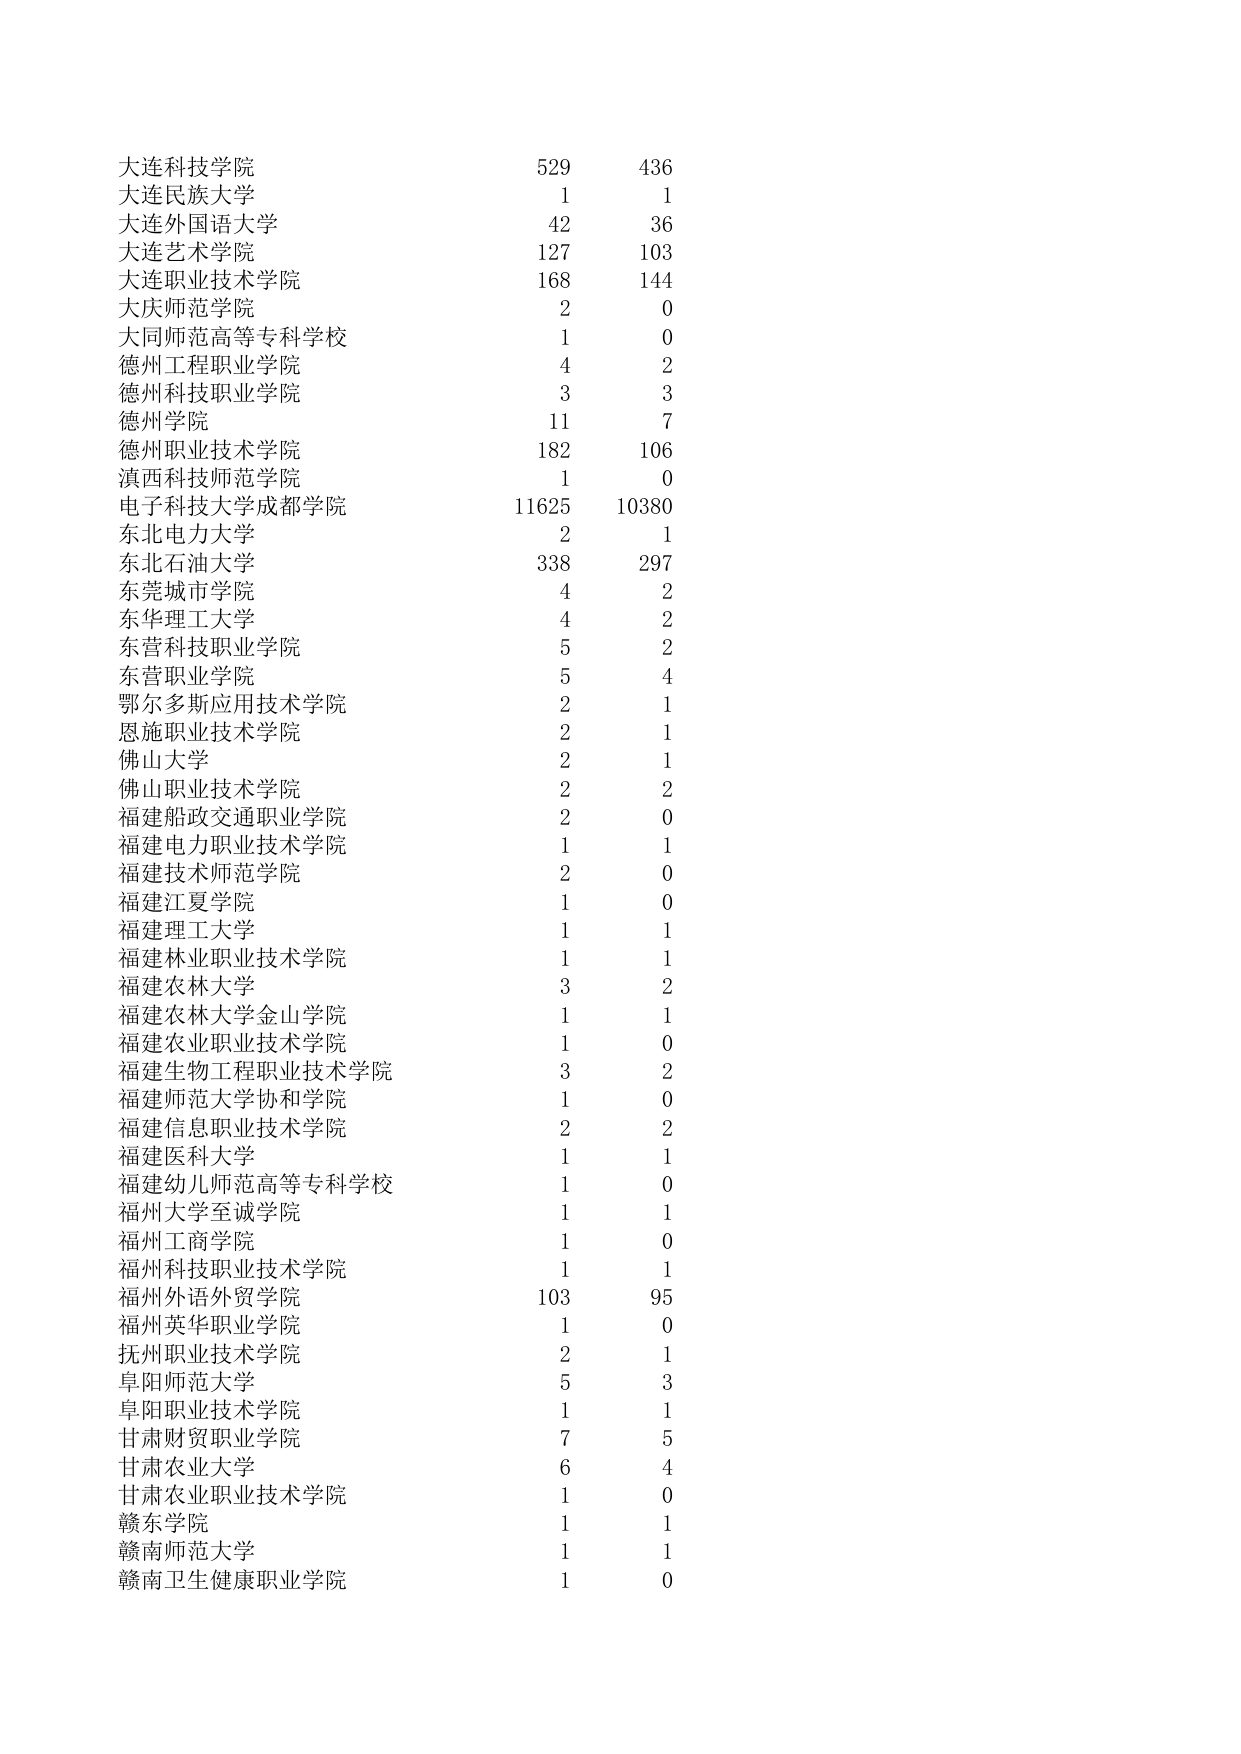 大连科技学院 529 436
大连民族大学 1 1
大连外国语大学 42 36
大连艺术学院 127 103
大连职业技术学院 168 144
大庆师范学院 2 0
大同师范高等专科学校 1 0
德州工程职业学院 4 2
德州科技职业学院 3 3
德州学院 11 7
德州职业技术学院 182 106
滇西科技师范学院 1 0
电子科技大学成都学院 11625 10380
东北电力大学 2 1
东北石油大学 338 297
东莞城市学院 4 2
东华理工大学 4 2
东营科技职业学院 5 2
东营职业学院 5 4
鄂尔多斯应用技术学院 2 1
恩施职业技术学院 2 1
佛山大学 2 1
佛山职业技术学院 2 2
福建船政交通职业学院 2 0
福建电力职业技术学院 1 1
福建技术师范学院 2 0
福建江夏学院 1 0
福建理工大学 1 1
福建林业职业技术学院 1 1
福建农林大学 3 2
福建农林大学金山学院 1 1
福建农业职业技术学院 1 0
福建生物工程职业技术学院 3 2
福建师范大学协和学院 1 0
福建信息职业技术学院 2 2
福建医科大学 1 1
福建幼儿师范高等专科学校 1 0
福州大学至诚学院 1 1
福州工商学院 1 0
福州科技职业技术学院 1 1
福州外语外贸学院 103 95
福州英华职业学院 1 0
抚州职业技术学院 2 1
阜阳师范大学 5 3
阜阳职业技术学院 1 1
甘肃财贸职业学院 7 5
甘肃农业大学 6 4
甘肃农业职业技术学院 1 0
赣东学院 1 1
赣南师范大学 1 1
赣南卫生健康职业学院 1 0